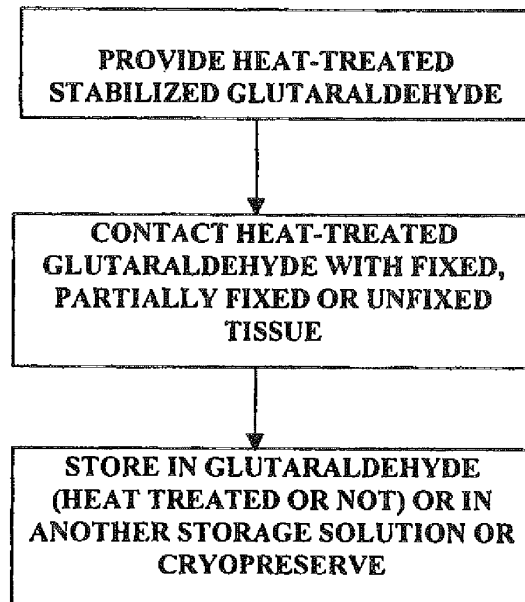 PROVIDE HEAT-TREATED
STABILIZED GLUTARALDEHYDE
CONTACT HEAT-TREATED
GLUTARALDEHYDE WITH FIXED,
PARTIALLY FIXED OR UNFIXED
TISSUE
STORE IN GLUTARALDEHYDE
(HEAT TREATED OR NOT) OR IN
ANOTHER STORAGE SOLUTION OR
CRYOPRESERVE